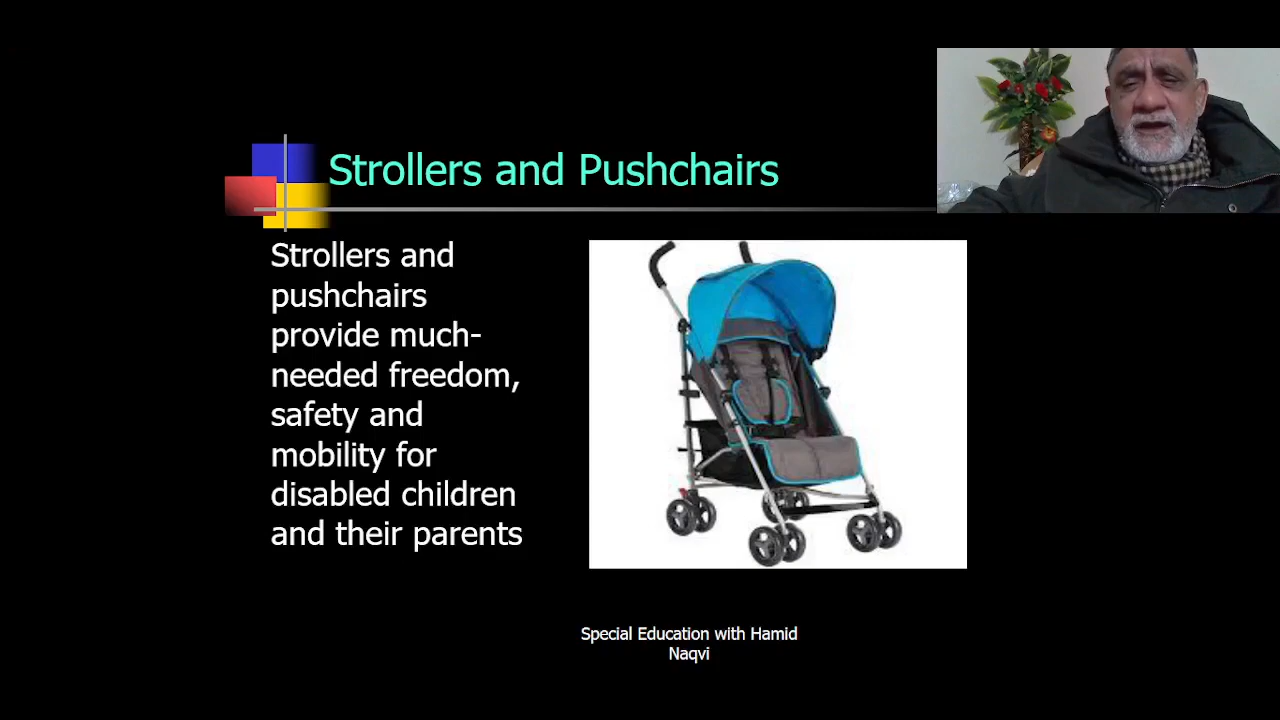 Strollers and Pushchairs
Strollers and
pushchairs
provide much-
needed freedom,
safety and
mobility for
disabled children
and their parents
Special Education with Hamid
Naqvi